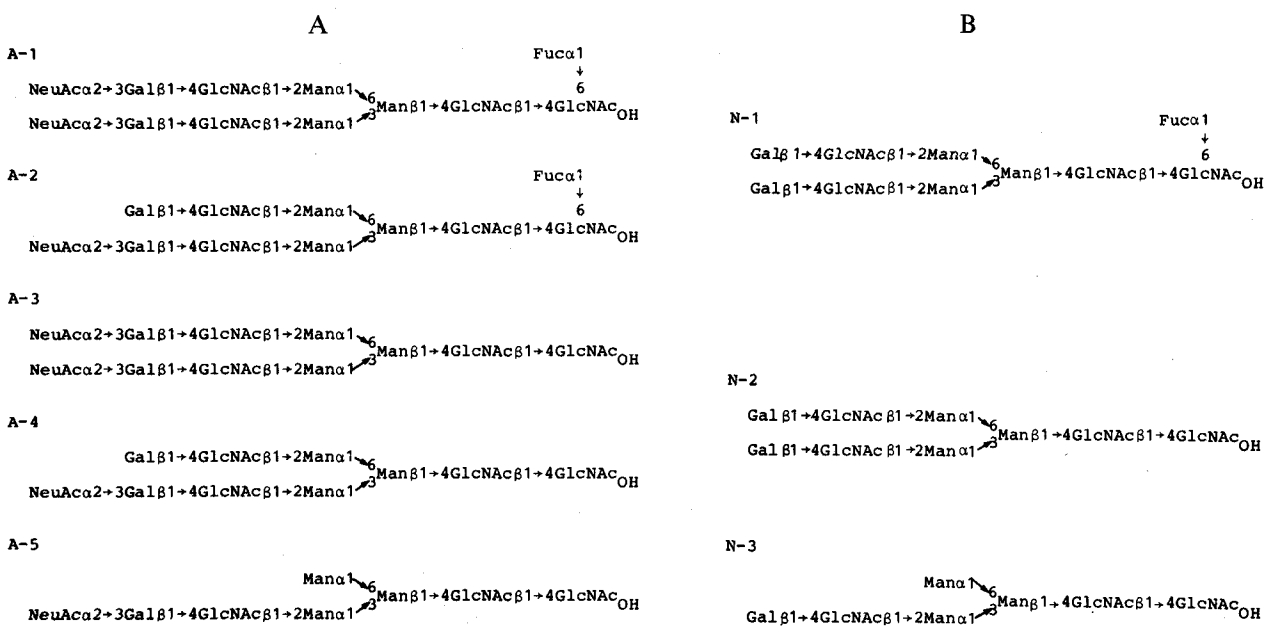 A
A-1
Fucα1
↓
6
NeuAcα2→3Galβ1→4GlcNAcβ1→2Manα1↘6
Manβ1→4GlcNAcβ1→4GlcNAcOH
NeuAcα2→3Galβ1→4GlcNAcβ1→2Manα1↗3
A-2
Fucα1
↓
6
Galβ1→4GlcNAcβ1→2Manα1↘6
Manβ1→4GlcNAcβ1→4GlcNAcOH
NeuAcα2→3Galβ1→4GlcNAcβ1→2Manα1↗3
A-3
NeuAcα2→3Galβ1→4GlcNAcβ1→2Manα1↘6
Manβ1→4GlcNAcβ1→4GlcNAcOH
NeuAcα2→3Galβ1→4GlcNAcβ1→2Manα1↗3
A-4
Galβ1→4GlcNAcβ1→2Manα1↘6
Manβ1→4GlcNAcβ1→4GlcNAcOH
NeuAcα2→3Galβ1→4GlcNAcβ1→2Manα1↗3
A-5
Manα1↘6
Manβ1→4GlcNAcβ1→4GlcNAcOH
NeuAcα2→3Galβ1→4GlcNAcβ1→2Manα1↗3
B
N-1
Fucα1
↓
6
Galβ1→4GlcNAcβ1→2Manα1↘6
Manβ1→4GlcNAcβ1→4GlcNAcOH
Galβ1→4GlcNAcβ1→2Manα1↗3
N-2
Galβ1→4GlcNAcβ1→2Manα1↘6
Manβ1→4GlcNAcβ1→4GlcNAcOH
Galβ1→4GlcNAcβ1→2Manα1↗3
N-3
Manα1↘6
Manβ1→4GlcNAcβ1→4GlcNAcOH
Galβ1→4GlcNAcβ1→2Manα1↗3